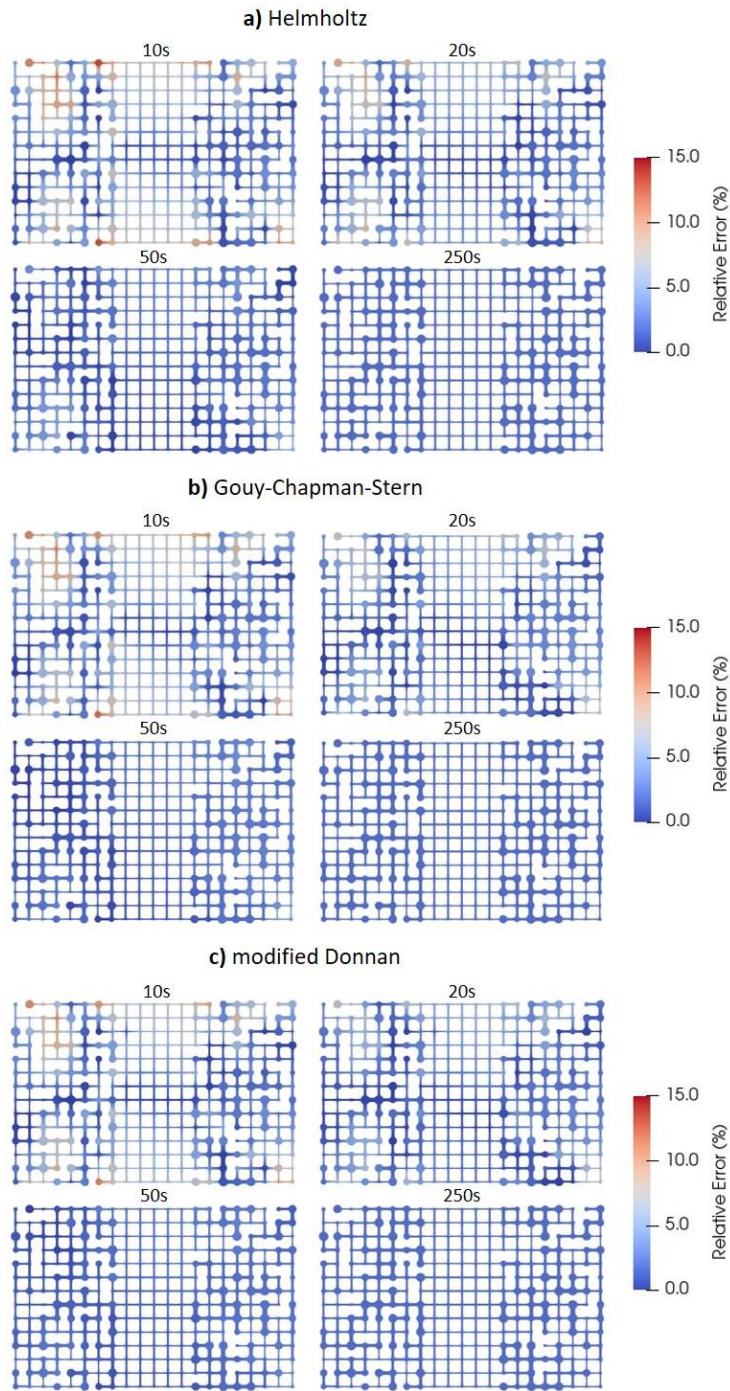 a) Helmholtz
10s
20s
15.0
10.0
5.0
0.0
Relative Error (%)
50s
250s
b) Gouy-Chapman-Stern
10s
20s
15.0
10.0
5.0
0.0
Relative Error (%)
50s
250s
c) modified Donnan
10s
20s
15.0
10.0
5.0
0.0
Relative Error (%)
50s
250s